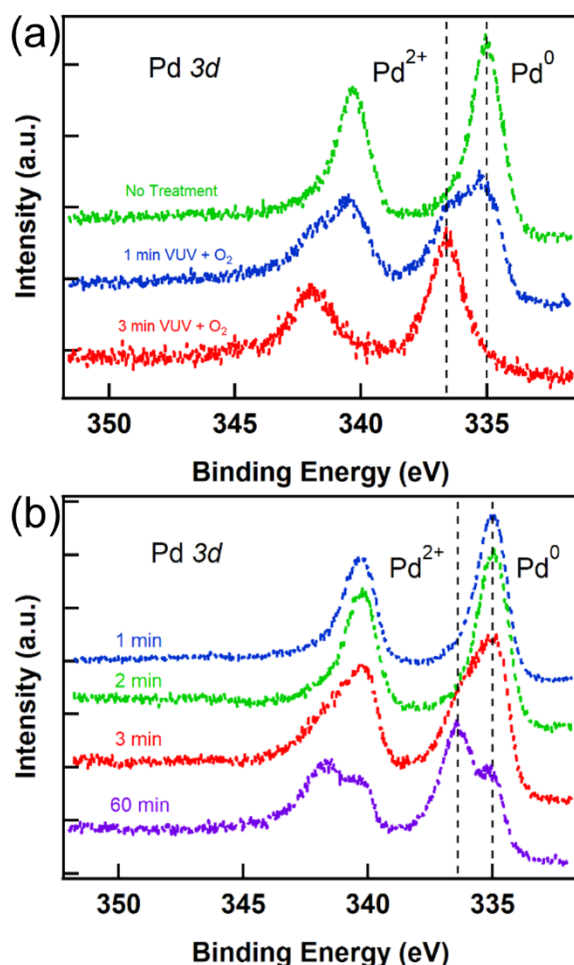 (a)
Pd 3d
Pd²⁺
Pd⁰
No Treatment
1 min VUV + O₂
3 min VUV + O₂
Intensity (a.u.)
350
345
340
335
Binding Energy (eV)
(b)
Pd 3d
Pd²⁺
Pd⁰
1 min
2 min
3 min
60 min
Intensity (a.u.)
350
345
340
335
Binding Energy (eV)